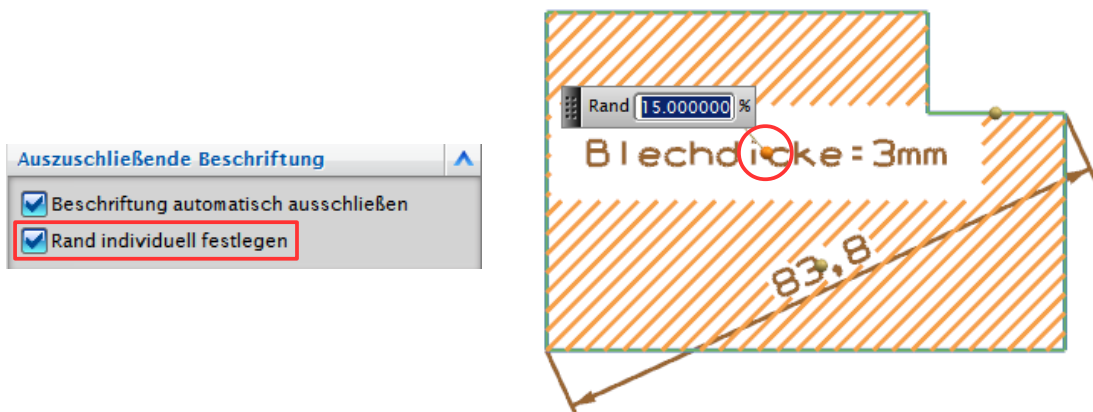 Auszuschließende Beschriftung
Beschriftung automatisch ausschließen
Rand individuell festlegen
Rand 15.000000 %
Blechdicke=3mm
83,8